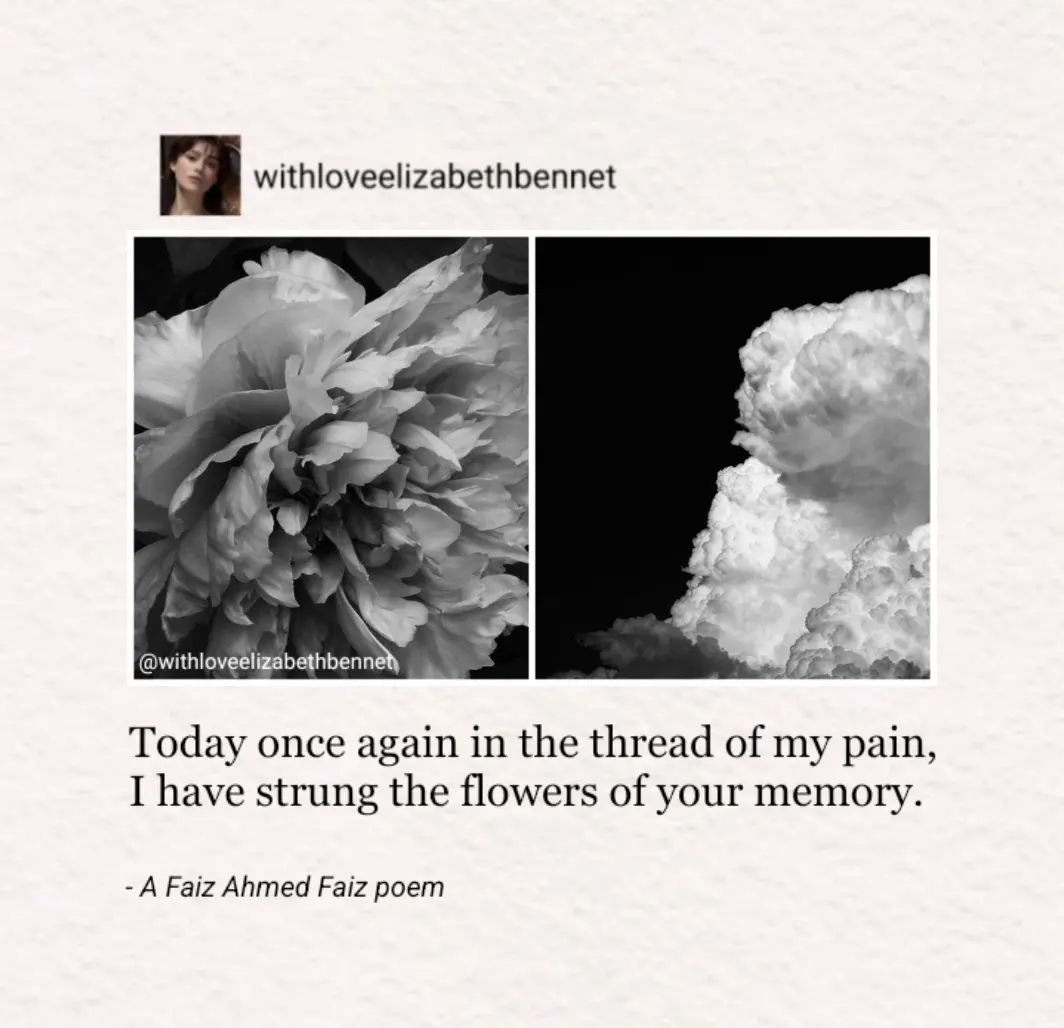 withloveelizabethbennet
@withloveelizabethbennet
Today once again in the thread of my pain,
I have strung the flowers of your memory.
- A Faiz Ahmed Faiz poem